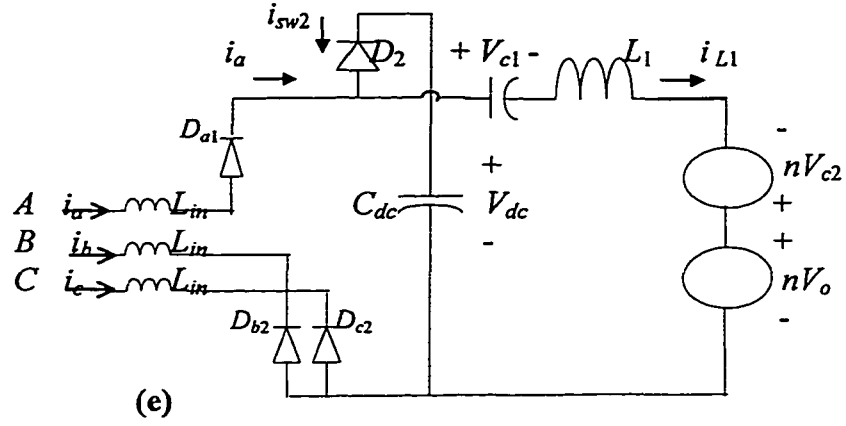 i_sw2
D_2
i_a
+ V_c1 -
L_1
i_L1
D_a1
-
nV_c2
+
+
C_dc
V_dc
-
A i_a L_in
B i_b L_in
C i_c L_in
+
nV_o
-
D_b2
D_c2
(e)